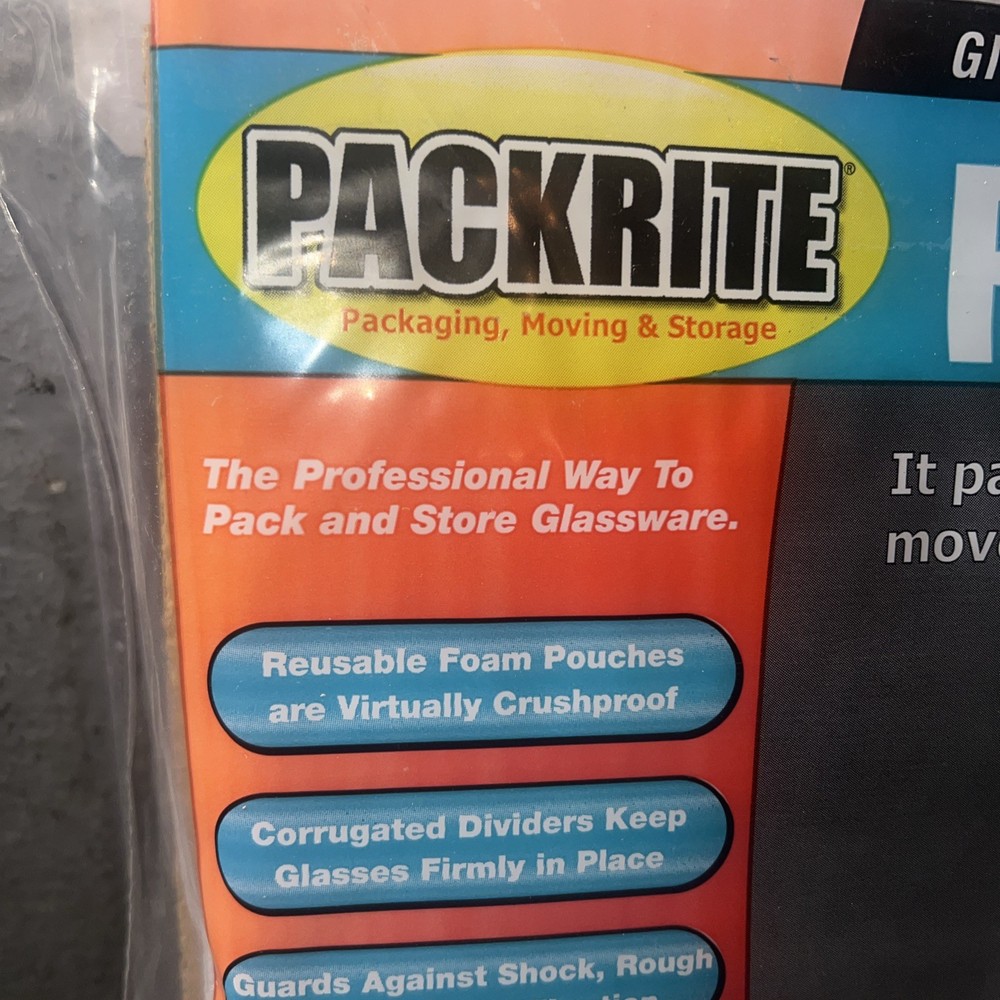 PACKRITE®
Packaging, Moving & Storage
The Professional Way To
Pack and Store Glassware.
Reusable Foam Pouches
are Virtually Crushproof
Corrugated Dividers Keep
Glasses Firmly in Place
Guards Against Shock, Rough
It